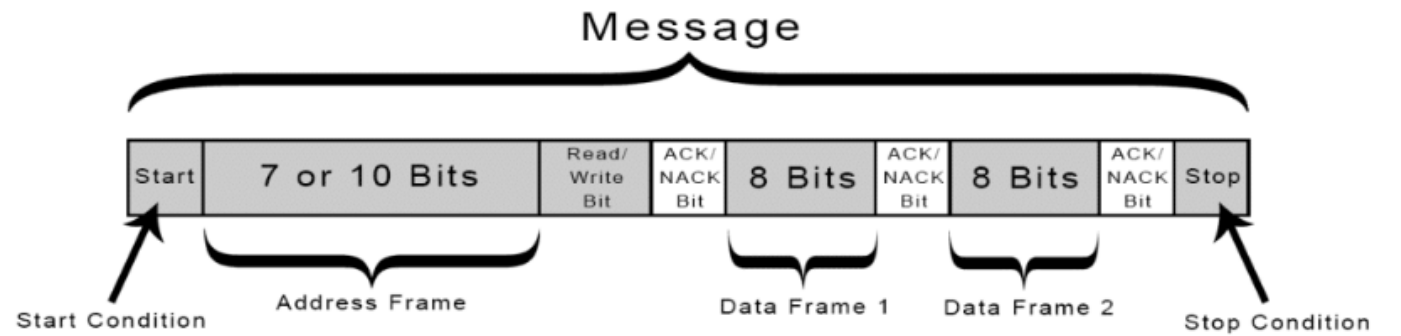 Message
Start
7 or 10 Bits
Read/
Write
Bit
ACK/
NACK
Bit
8 Bits
ACK/
NACK
Bit
8 Bits
ACK/
NACK
Bit
Stop
Start Condition
Address Frame
Data Frame 1
Data Frame 2
Stop Condition